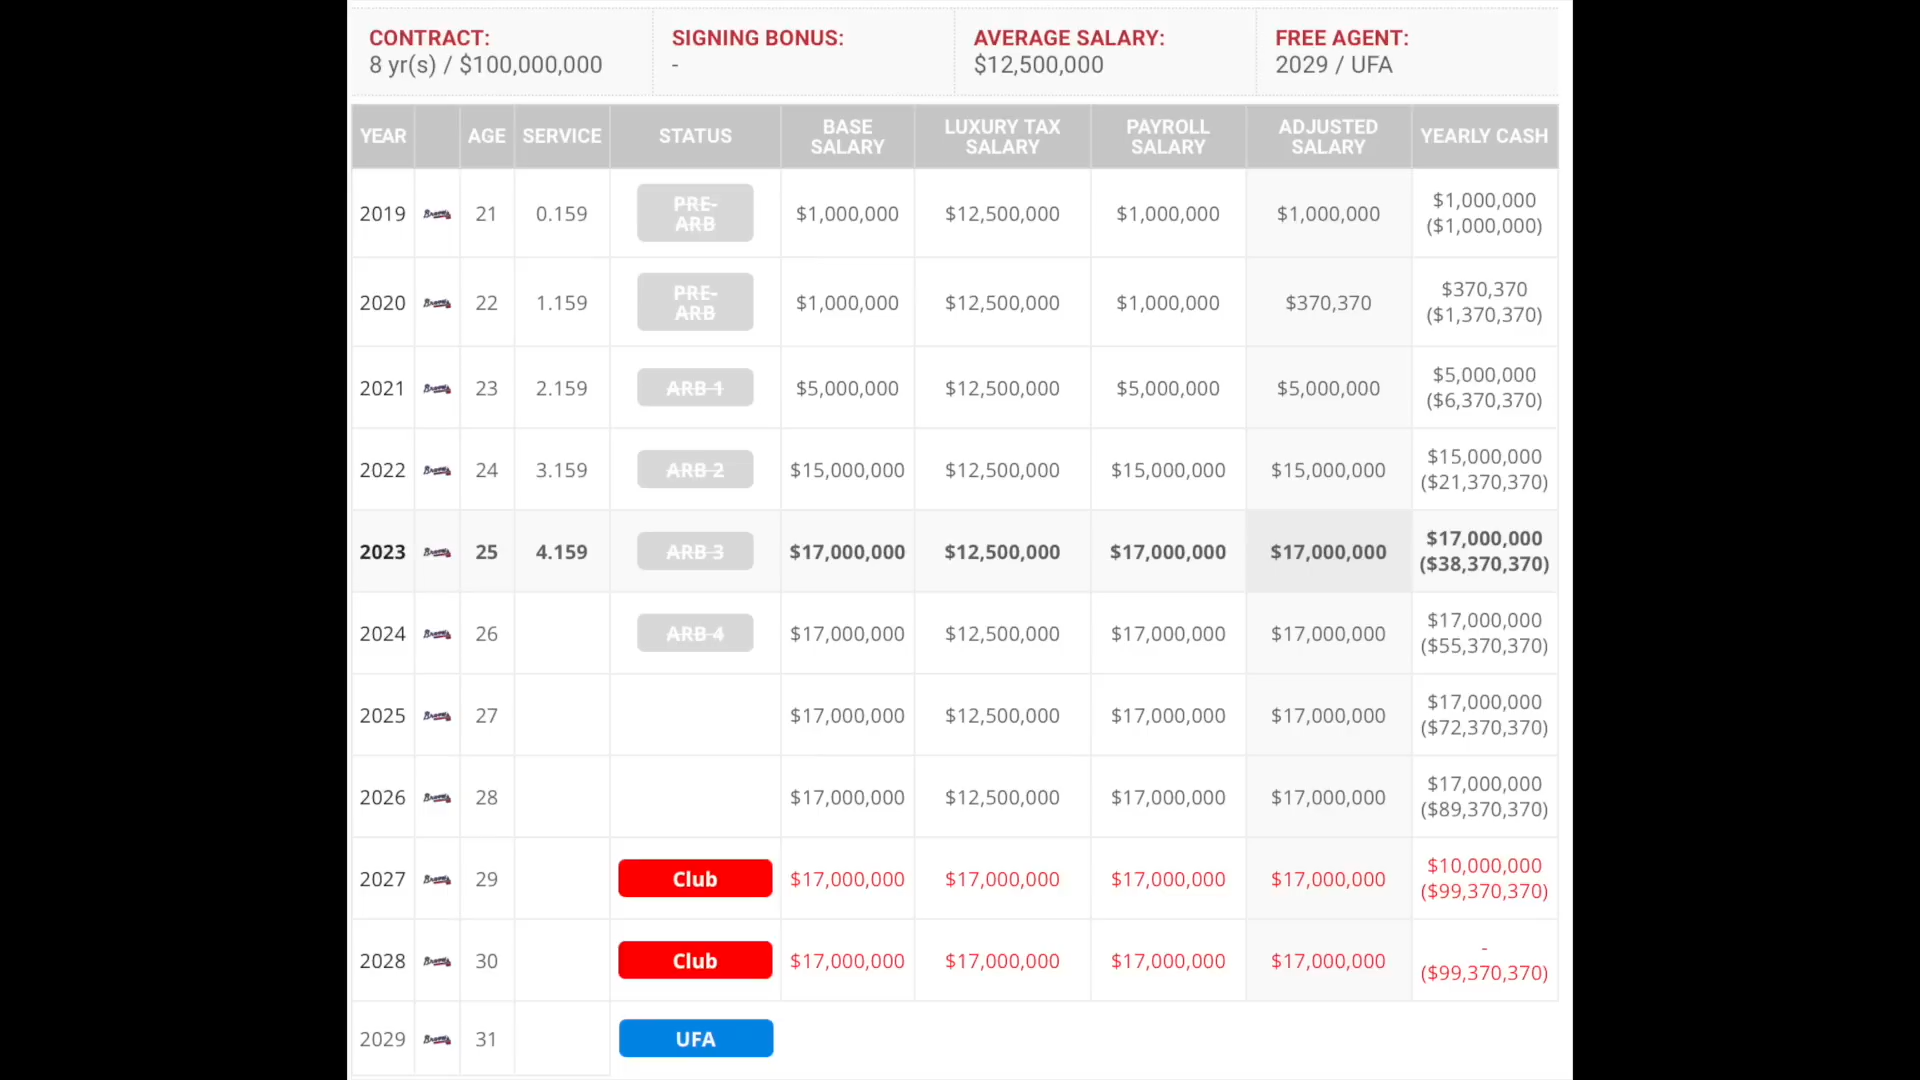 CONTRACT: SIGNING BONUS: AVERAGE SALARY: FREE AGENT:
8 yr(s) / $100,000,000 - $12,500,000 2029 / UFA
YEAR AGE SERVICE STATUS BASE SALARY LUXURY TAX SALARY PAYROLL SALARY ADJUSTED SALARY YEARLY CASH
2019 Braves 21 0.159 PRE-ARB $1,000,000 $12,500,000 $1,000,000 $1,000,000 $1,000,000 ($1,000,000)
2020 Braves 22 1.159 PRE-ARB $1,000,000 $12,500,000 $1,000,000 $370,370 $370,370 ($1,370,370)
2021 Braves 23 2.159 ARB 1 $5,000,000 $12,500,000 $5,000,000 $5,000,000 $5,000,000 ($6,370,370)
2022 Braves 24 3.159 ARB 2 $15,000,000 $12,500,000 $15,000,000 $15,000,000 $15,000,000 ($21,370,370)
2023 Braves 25 4.159 ARB 3 $17,000,000 $12,500,000 $17,000,000 $17,000,000 $17,000,000 ($38,370,370)
2024 Braves 26 ARB 4 $17,000,000 $12,500,000 $17,000,000 $17,000,000 $17,000,000 ($55,370,370)
2025 Braves 27 $17,000,000 $12,500,000 $17,000,000 $17,000,000 $17,000,000 ($72,370,370)
2026 Braves 28 $17,000,000 $12,500,000 $17,000,000 $17,000,000 $17,000,000 ($89,370,370)
2027 Braves 29 Club $17,000,000 $17,000,000 $17,000,000 $17,000,000 $10,000,000 ($99,370,370)
2028 Braves 30 Club $17,000,000 $17,000,000 $17,000,000 $17,000,000 - ($99,370,370)
2029 Braves 31 UFA